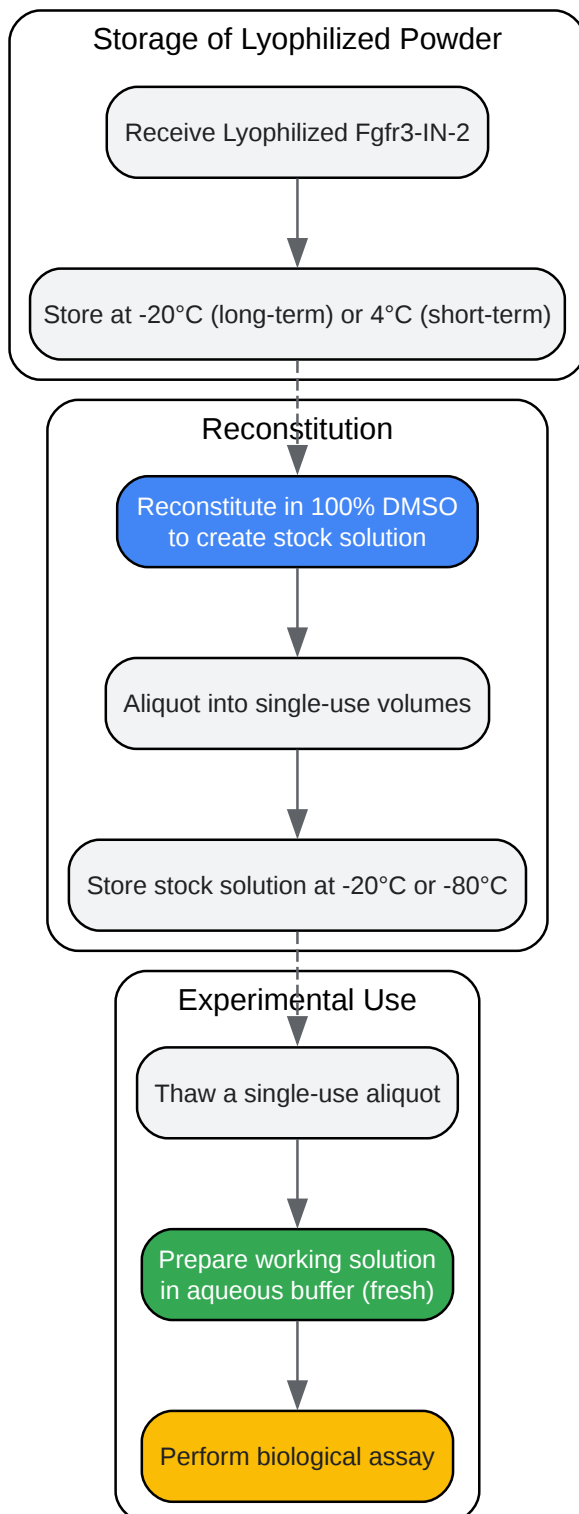 Storage of Lyophilized Powder
Receive Lyophilized Fgfr3-IN-2
Store at -20°C (long-term) or 4°C (short-term)
Reconstitution
Reconstitute in 100% DMSO
to create stock solution
Aliquot into single-use volumes
Store stock solution at -20°C or -80°C
Experimental Use
Thaw a single-use aliquot
Prepare working solution
in aqueous buffer (fresh)
Perform biological assay